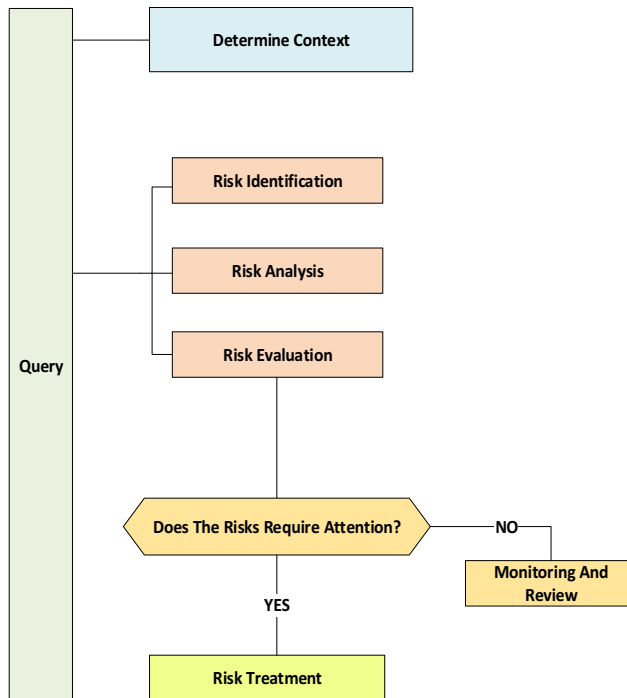 Determine Context
Risk Identification
Risk Analysis
Risk Evaluation
Query
Does The Risks Require Attention?
NO
Monitoring And
Review
YES
Risk Treatment